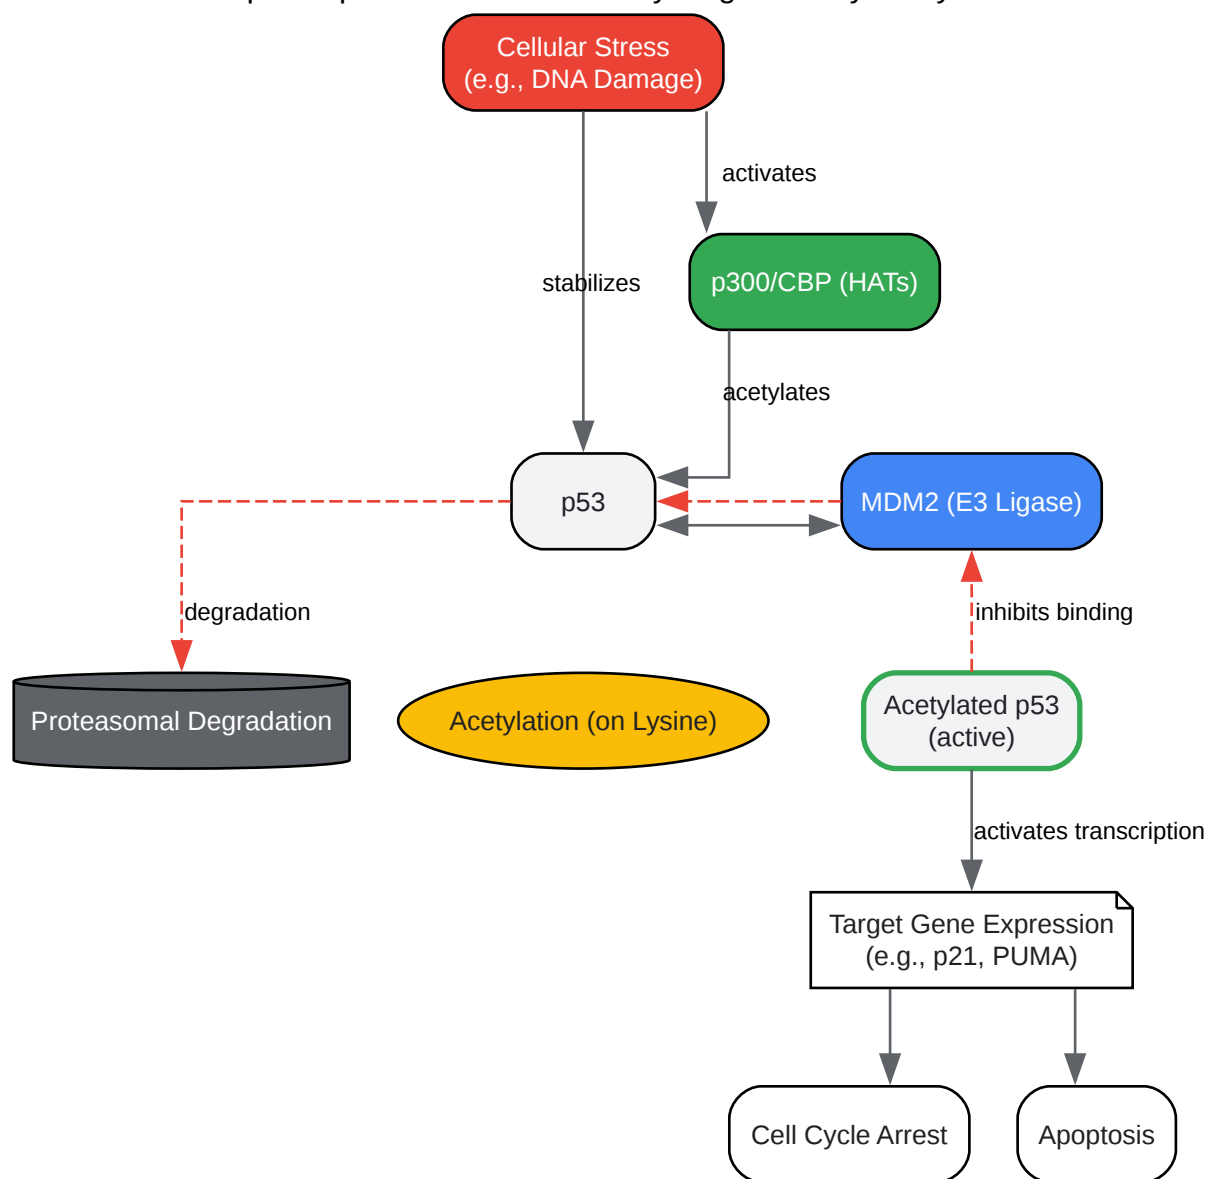 Cellular Stress
(e.g., DNA Damage)
activates
stabilizes
p300/CBP (HATs)
acetylates
p53
MDM2 (E3 Ligase)
degradation
inhibits binding
Proteasomal Degradation
Acetylation (on Lysine)
Acetylated p53
(active)
activates transcription
Target Gene Expression
(e.g., p21, PUMA)
Cell Cycle Arrest
Apoptosis